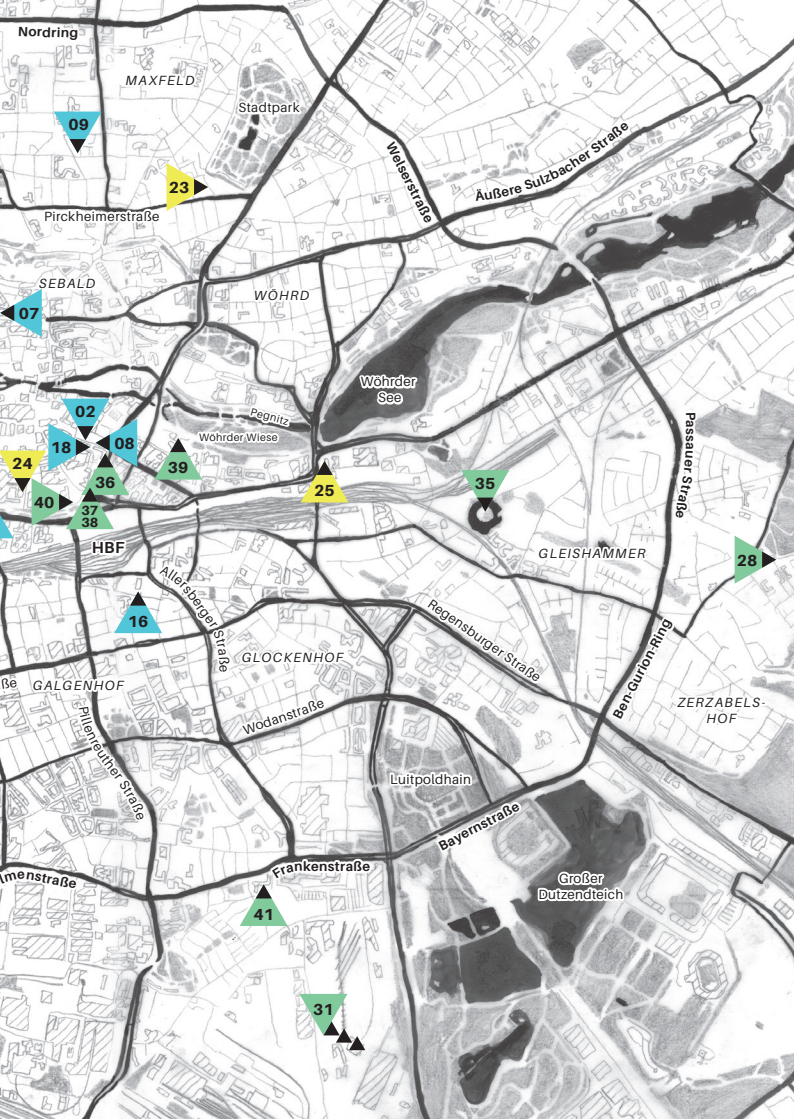 Nordring
MAXFELD
Stadtpark
09
Welserstraße
Äußere Sulzbacher Straße
23
Pirckheimerstraße
SEBALD
WÖHRD
07
Wöhrder
See
02
Pegnitz
18
08
Wöhrder Wiese
Passauer Straße
24
39
36
25
35
40
37
38
HBF
GLEISHAMMER
28
Allersberger Straße
16
Regensburger Straße
GLOCKENHOF
Ben-Gurion-Ring
ße
GALGENHOF
ZERZABELS-
HOF
Pillenreuther Straße
Wodanstraße
Luitpoldhain
Bayernstraße
Frankenstraße
lmenstraße
Großer
Dutzendteich
41
31